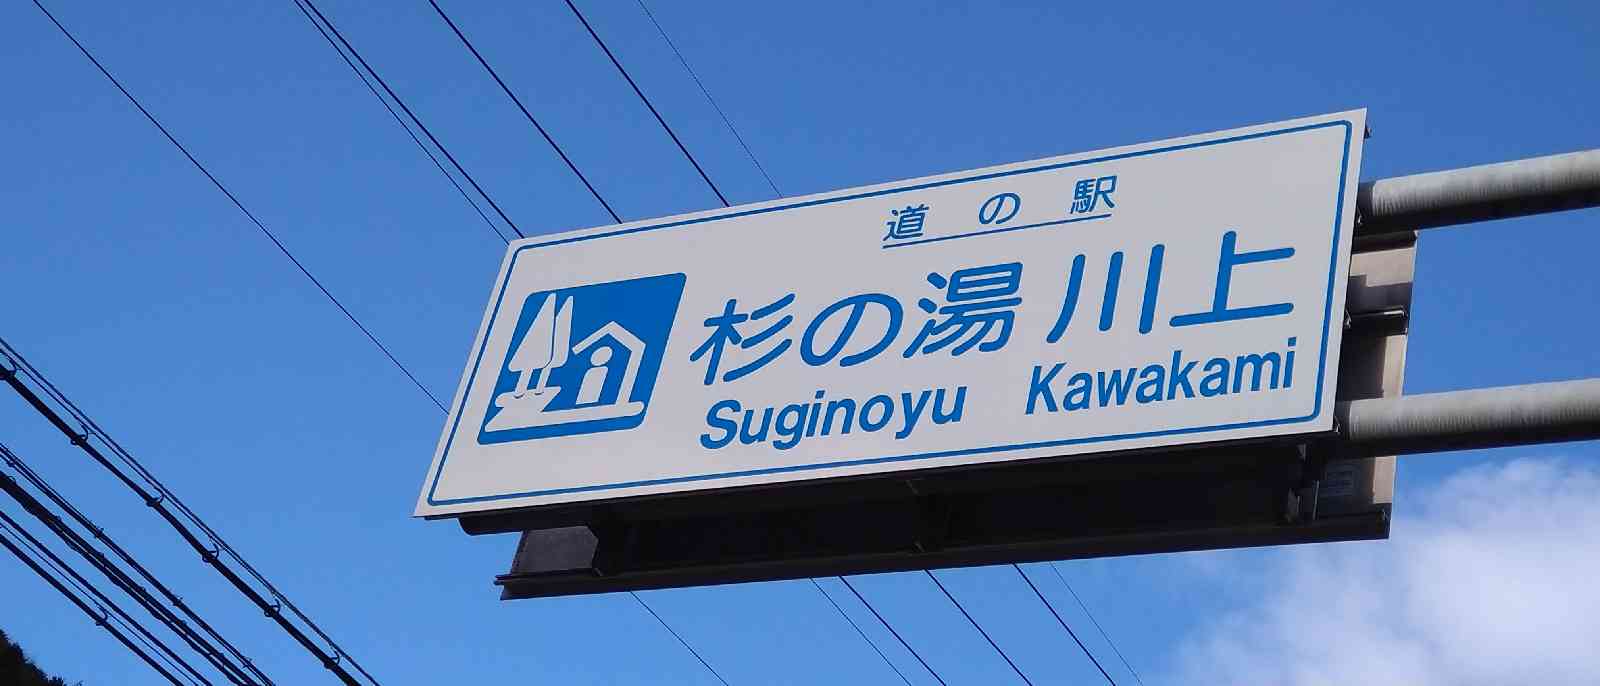 道の駅
杉の湯 川上
Suginoyu Kawakami